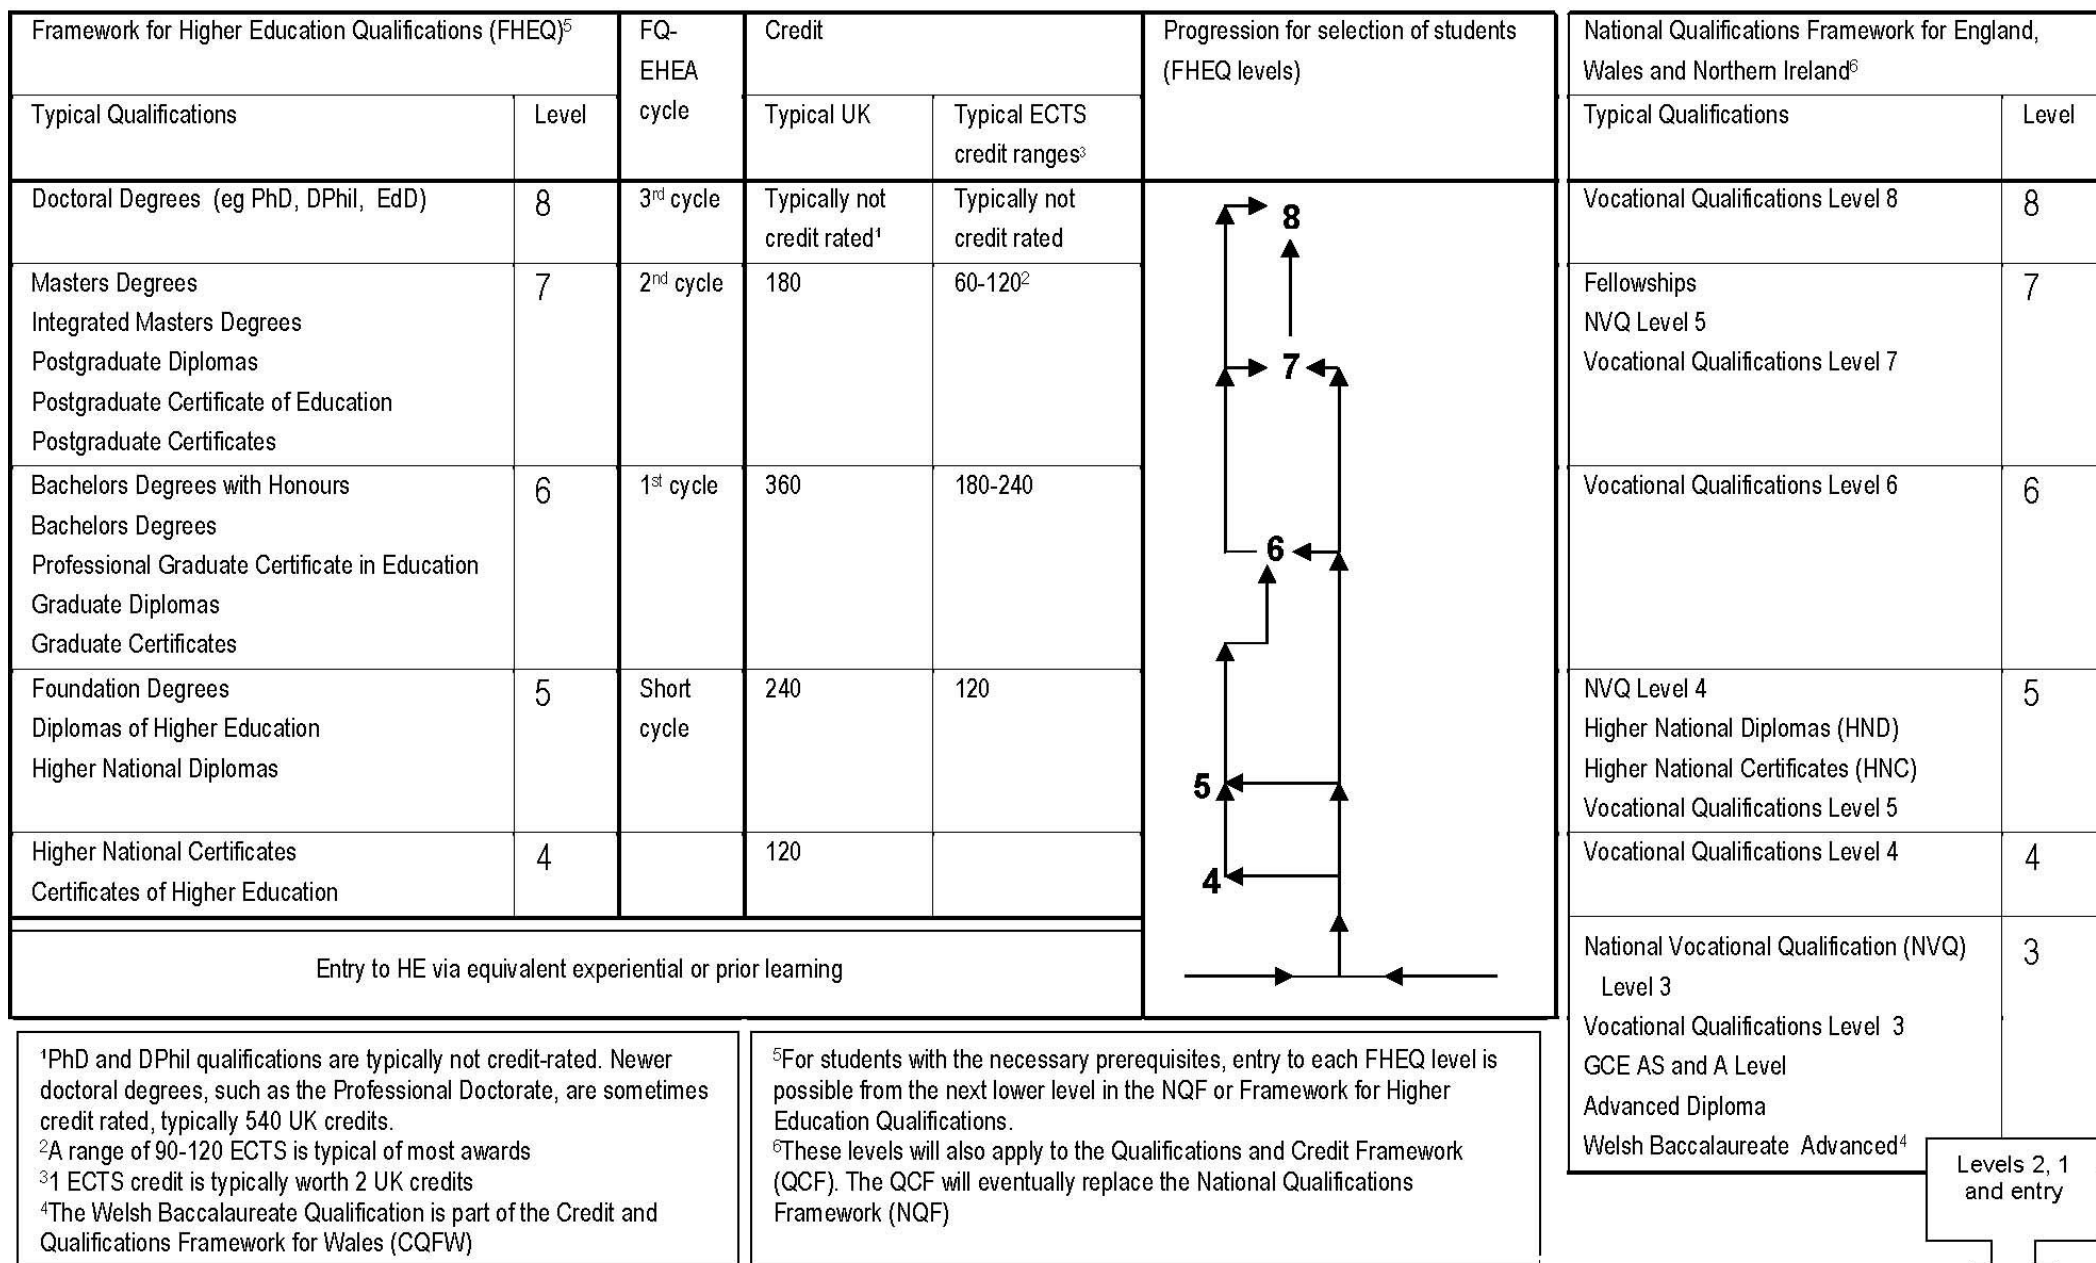 Framework for Higher Education Qualifications (FHEQ)⁵
FQ-
EHEA
cycle
Credit
Progression for selection of students
(FHEQ levels)
National Qualifications Framework for England,
Wales and Northern Ireland⁶
Typical Qualifications
Level
Typical UK
Typical ECTS
credit ranges³
Typical Qualifications
Level
Doctoral Degrees (eg PhD, DPhil, EdD)
8
3rd cycle
Typically not
credit rated¹
Typically not
credit rated
8
Vocational Qualifications Level 8
8
Masters Degrees
Integrated Masters Degrees
Postgraduate Diplomas
Postgraduate Certificate of Education
Postgraduate Certificates
7
2nd cycle
180
60-120²
7
Fellowships
NVQ Level 5
Vocational Qualifications Level 7
7
Bachelors Degrees with Honours
Bachelors Degrees
Professional Graduate Certificate in Education
Graduate Diplomas
Graduate Certificates
6
1st cycle
360
180-240
6
Vocational Qualifications Level 6
6
Foundation Degrees
Diplomas of Higher Education
Higher National Diplomas
5
Short
cycle
240
120
5
NVQ Level 4
Higher National Diplomas (HND)
Higher National Certificates (HNC)
Vocational Qualifications Level 5
5
Higher National Certificates
Certificates of Higher Education
4
120
4
Vocational Qualifications Level 4
4
Entry to HE via equivalent experiential or prior learning
National Vocational Qualification (NVQ)
Level 3
Vocational Qualifications Level 3
GCE AS and A Level
Advanced Diploma
Welsh Baccalaureate Advanced⁴
3
Levels 2, 1
and entry
¹PhD and DPhil qualifications are typically not credit-rated. Newer
doctoral degrees, such as the Professional Doctorate, are sometimes
credit rated, typically 540 UK credits.
²A range of 90-120 ECTS is typical of most awards
³1 ECTS credit is typically worth 2 UK credits
⁴The Welsh Baccalaureate Qualification is part of the Credit and
Qualifications Framework for Wales (CQFW)
⁵For students with the necessary prerequisites, entry to each FHEQ level is
possible from the next lower level in the NQF or Framework for Higher
Education Qualifications.
⁶These levels will also apply to the Qualifications and Credit Framework
(QCF). The QCF will eventually replace the National Qualifications
Framework (NQF)